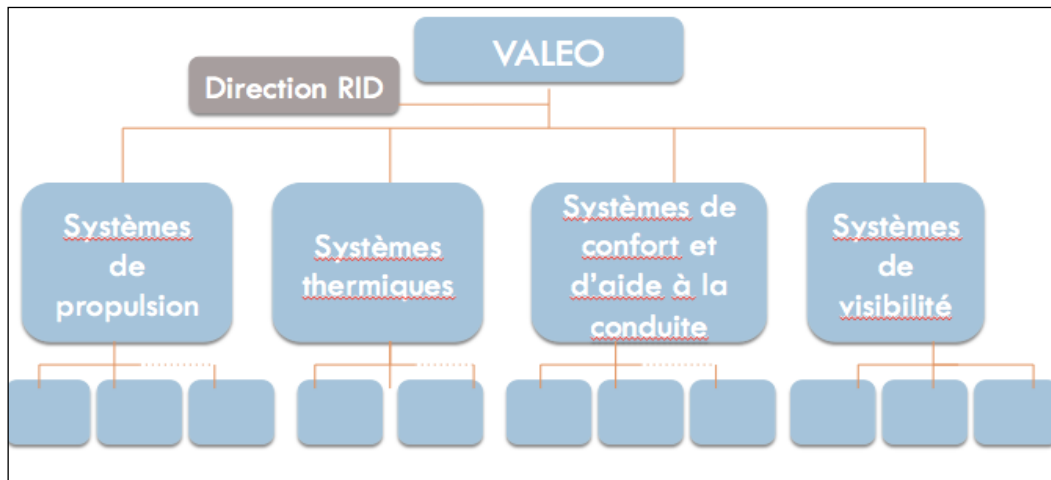 VALEO
Direction RID
Systèmes
de
propulsion
Systèmes
thermiques
Systèmes de
confort et
d'aide à la
conduite
Systèmes
de
visibilité